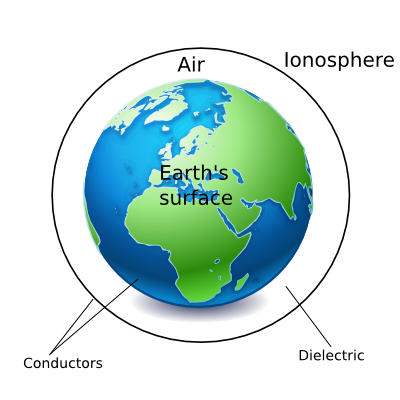 Ionosphere
Air
Earth's
surface
Conductors
Dielectric